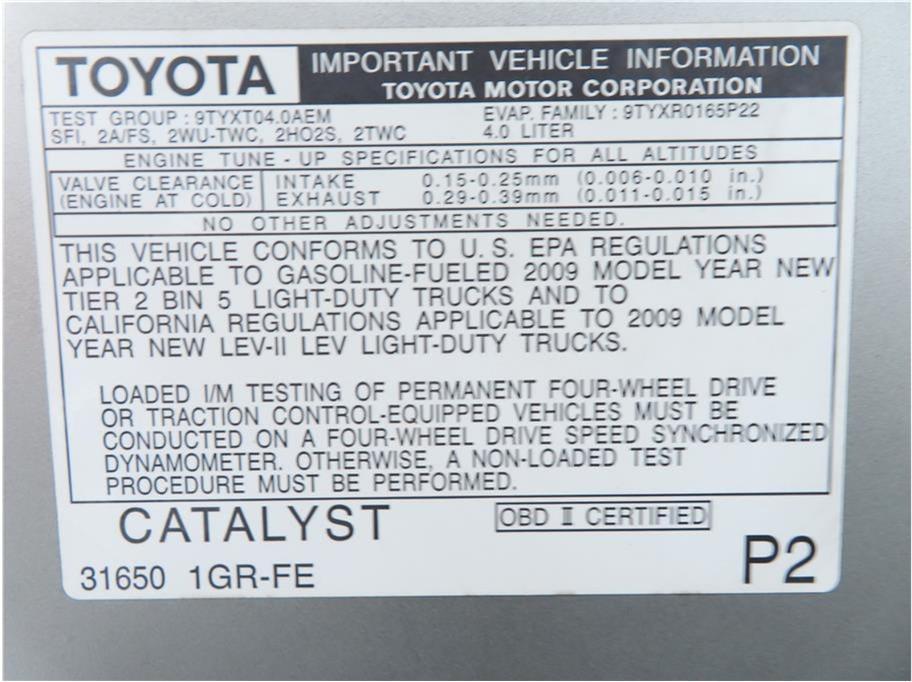 TOYOTA IMPORTANT VEHICLE INFORMATION
TOYOTA MOTOR CORPORATION
TEST GROUP : 9TYXT04.0AEM EVAP. FAMILY : 9TYXR0165P22
SFI, 2A/FS, 2WU-TWC, 2HO2S, 2TWC 4.0 LITER
ENGINE TUNE - UP SPECIFICATIONS FOR ALL ALTITUDES
VALVE CLEARANCE INTAKE 0.15-0.25mm (0.006-0.010 in.)
(ENGINE AT COLD) EXHAUST 0.29-0.39mm (0.011-0.015 in.)
NO OTHER ADJUSTMENTS NEEDED.
THIS VEHICLE CONFORMS TO U.S. EPA REGULATIONS
APPLICABLE TO GASOLINE-FUELED 2009 MODEL YEAR NEW
TIER 2 BIN 5 LIGHT-DUTY TRUCKS AND TO
CALIFORNIA REGULATIONS APPLICABLE TO 2009 MODEL
YEAR NEW LEV-II LEV LIGHT-DUTY TRUCKS.
LOADED I/M TESTING OF PERMANENT FOUR-WHEEL DRIVE
OR TRACTION CONTROL-EQUIPPED VEHICLES MUST BE
CONDUCTED ON A FOUR-WHEEL DRIVE SPEED SYNCHRONIZED
DYNAMOMETER. OTHERWISE, A NON-LOADED TEST
PROCEDURE MUST BE PERFORMED.
CATALYST OBD II CERTIFIED
31650 1GR-FE P2